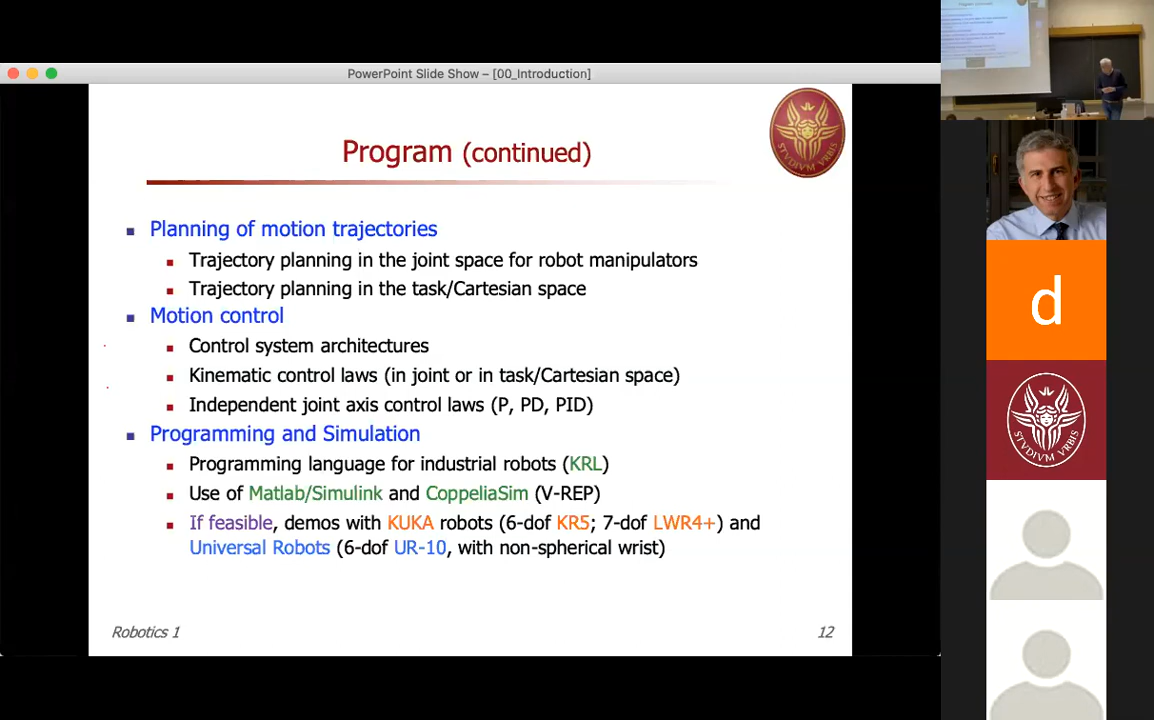 PowerPoint Slide Show – [00_Introduction]
Program (continued)
STVDIVM VRBIS
▪ Planning of motion trajectories
▪ Trajectory planning in the joint space for robot manipulators
▪ Trajectory planning in the task/Cartesian space
▪ Motion control
▪ Control system architectures
▪ Kinematic control laws (in joint or in task/Cartesian space)
▪ Independent joint axis control laws (P, PD, PID)
▪ Programming and Simulation
▪ Programming language for industrial robots (KRL)
▪ Use of Matlab/Simulink and CoppeliaSim (V-REP)
▪ If feasible, demos with KUKA robots (6-dof KR5; 7-dof LWR4+) and
Universal Robots (6-dof UR-10, with non-spherical wrist)
Robotics 1
12
d
STVDIVM VRBIS